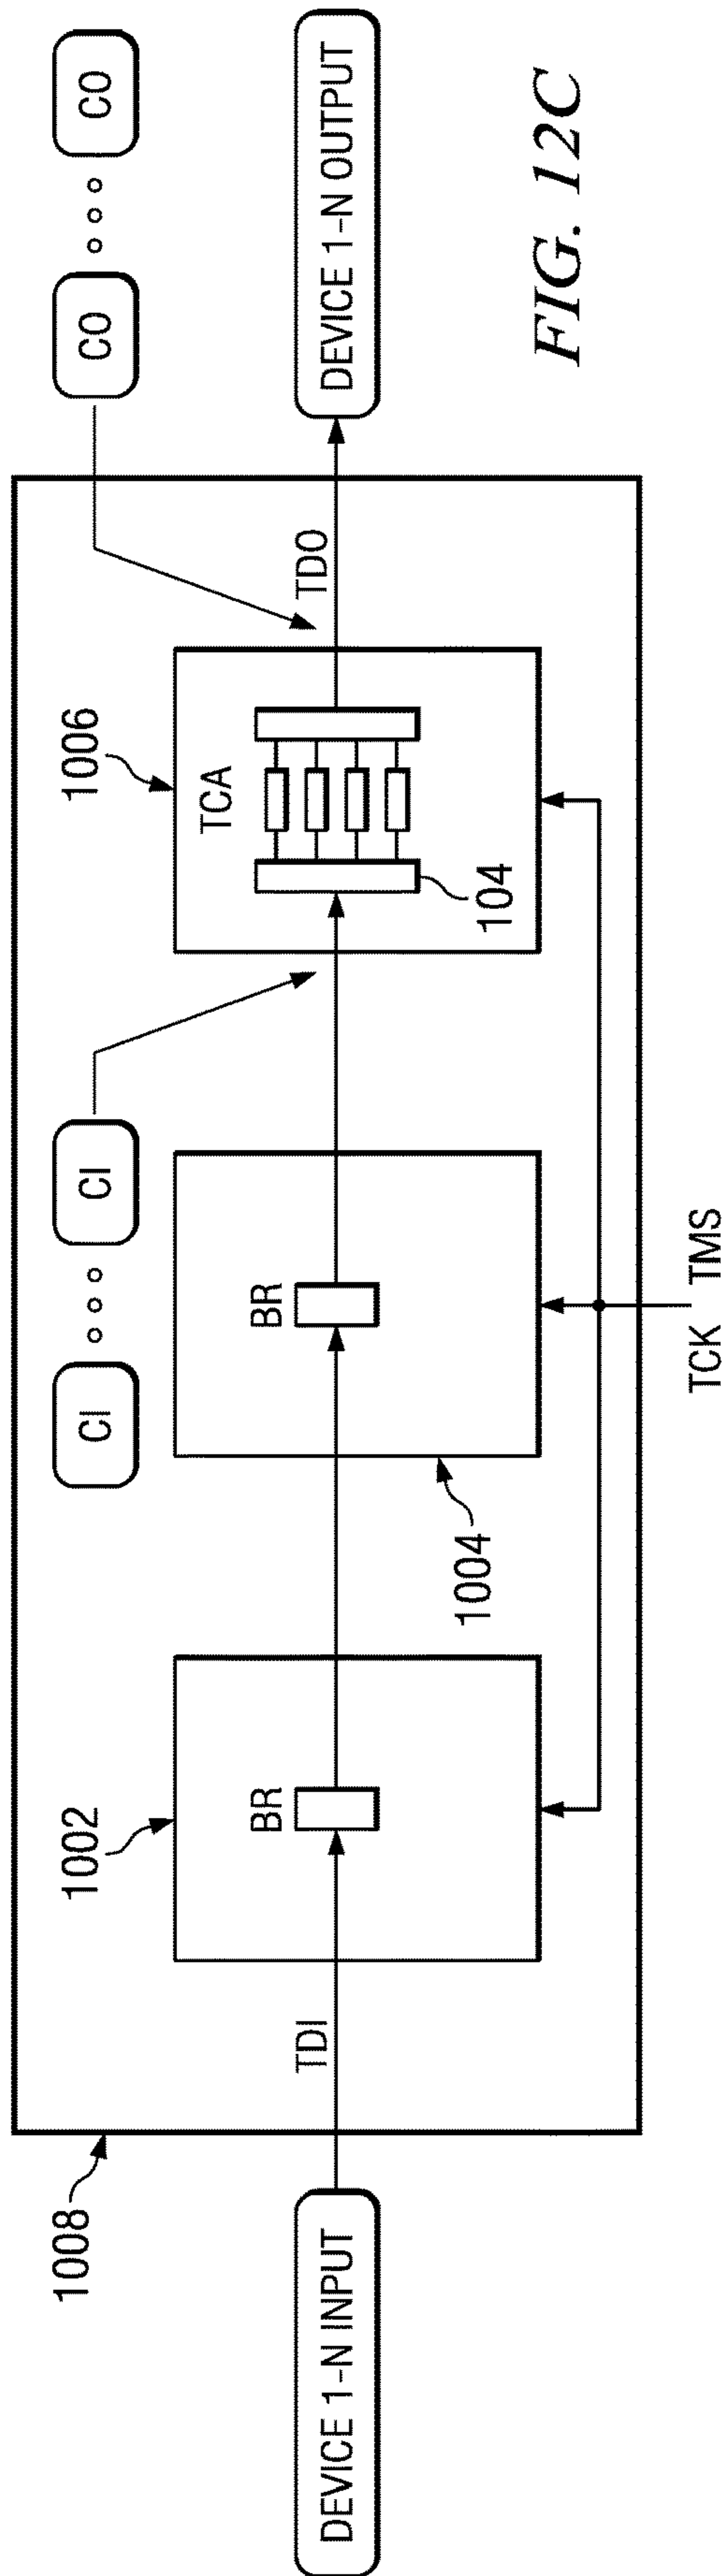 1008
DEVICE 1-N INPUT
TDI
1002
BR
1004
BR
CI
CI
TCK TMS
1006
TCA
104
TDO
CO
CO
DEVICE 1-N OUTPUT
FIG. 12C